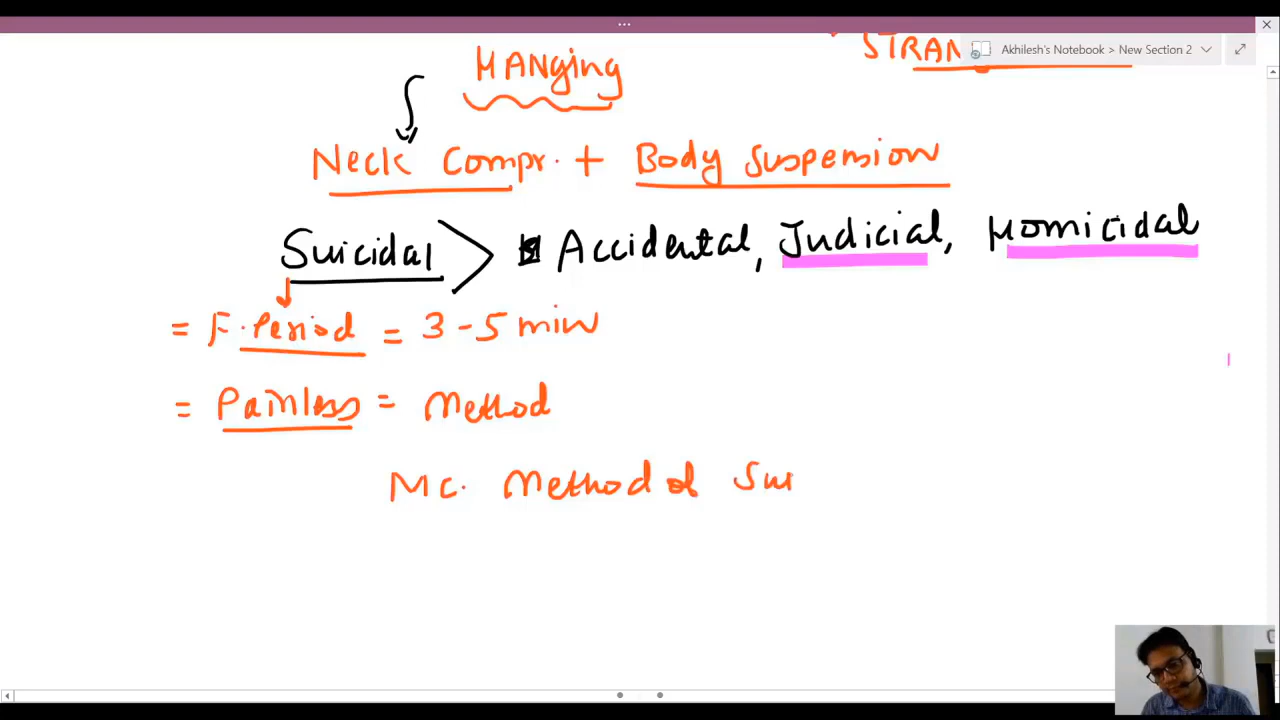 Akhilesh's Notebook > New Section 2
HANging
STRAN
Neck Compr. + Body Suspension
Suicidal > Accidental, Judicial, Homicidal
= F. Period = 3-5 min
= Painless = Method
Mc. Method of Sui